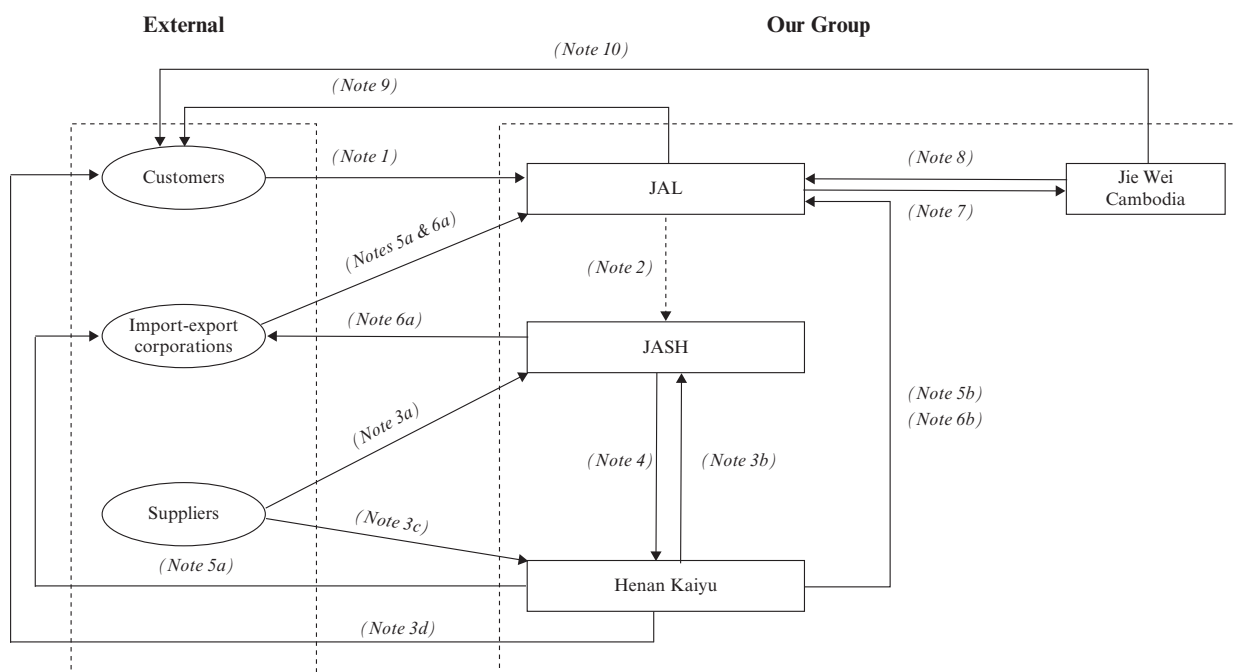 External
Our Group
(Note 10)
(Note 9)
(Note 1)
(Note 8)
Customers
JAL
Jie Wei
Cambodia
(Note 7)
(Notes 5a & 6a)
(Note 2)
Import-export
corporations
(Note 6a)
JASH
(Note 5b)
(Note 6b)
(Note 3a)
(Note 4)
(Note 3b)
Suppliers
(Note 3c)
(Note 5a)
Henan Kaiyu
(Note 3d)